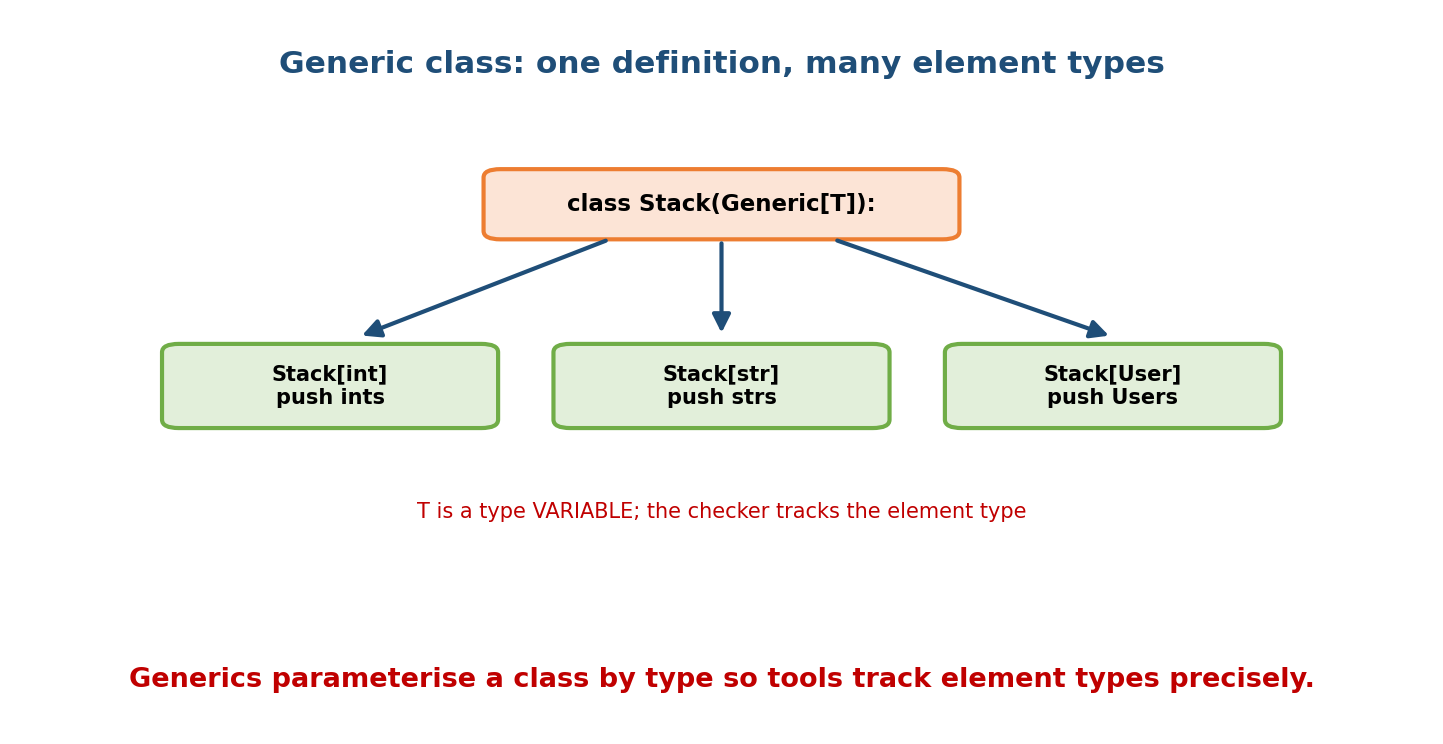 Generic class: one definition, many element types
class Stack(Generic[T]):
Stack[int]
push ints
Stack[str]
push strs
Stack[User]
push Users
T is a type VARIABLE; the checker tracks the element type
Generics parameterise a class by type so tools track element types precisely.